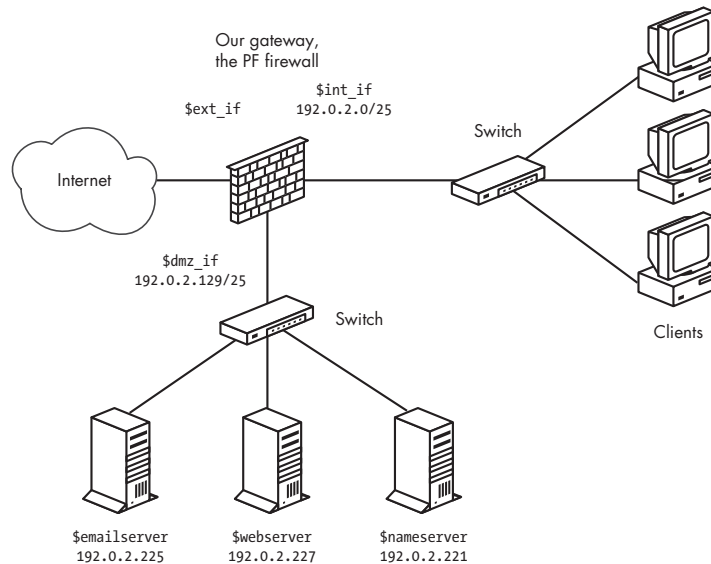 Our gateway,
the PF firewall
$ext_if
$int_if
192.0.2.0/25
Switch
Internet
$dmz_if
192.0.2.129/25
Switch
Clients
$emailserver
192.0.2.225
$webserver
192.0.2.227
$nameserver
192.0.2.221